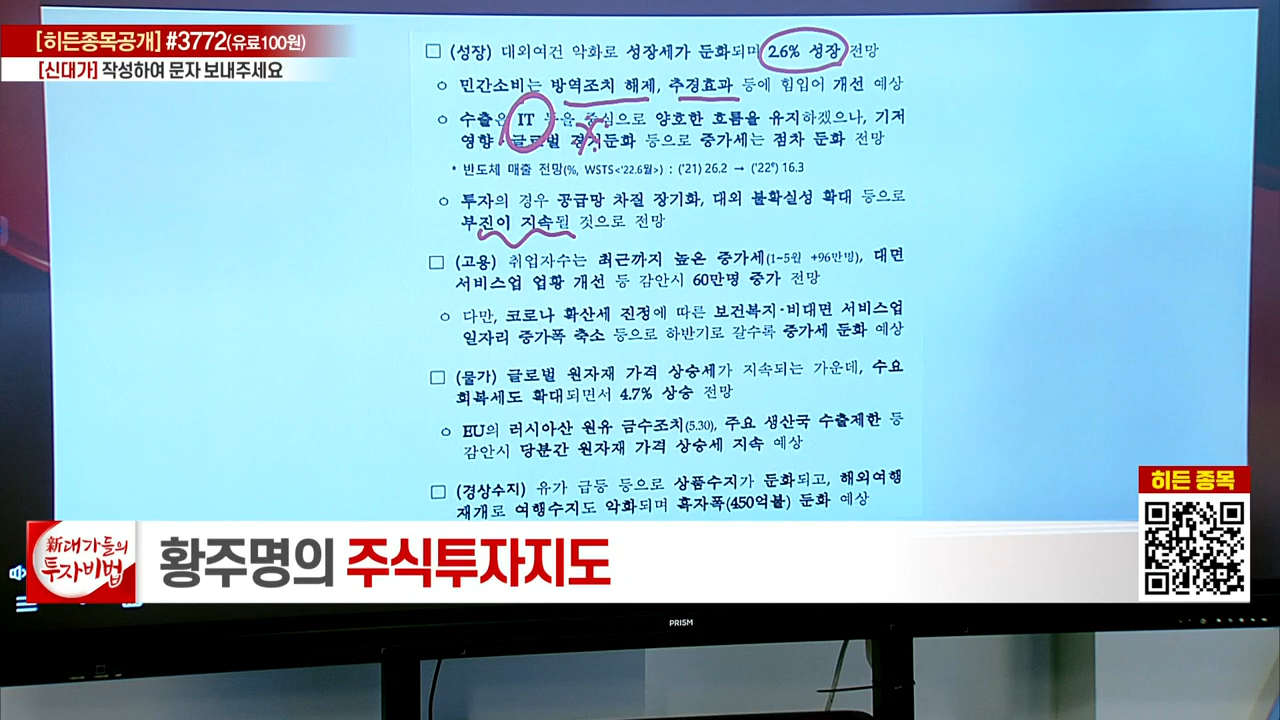 [히든종목공개] #3772(유료100원)
[신대가] 작성하여 문자 보내주세요
□ (성장) 대외여건 악화로 성장세가 둔화되며 2.6% 성장 전망
ㅇ 민간소비는 방역조치 해제, 추경효과 등에 힘입어 개선 예상
ㅇ 수출은 IT 등을 중심으로 양호한 흐름을 유지하겠으나, 기저
영향·글로벌 경기둔화 등으로 증가세는 점차 둔화 전망
* 반도체 매출 전망(%, WSTS<'22.6월>) : ('21) 26.2 → ('22ᵉ) 16.3
ㅇ 투자의 경우 공급망 차질 장기화, 대외 불확실성 확대 등으로
부진이 지속될 것으로 전망
□ (고용) 취업자수는 최근까지 높은 증가세(1~5월 +96만명), 대면
서비스업 업황 개선 등 감안시 60만명 증가 전망
ㅇ 다만, 코로나 확산세 진정에 따른 보건복지·비대면 서비스업
일자리 증가폭 축소 등으로 하반기로 갈수록 증가세 둔화 예상
□ (물가) 글로벌 원자재 가격 상승세가 지속되는 가운데, 수요
회복세도 확대되면서 4.7% 상승 전망
ㅇ EU의 러시아산 원유 금수조치(5.30), 주요 생산국 수출제한 등
감안시 당분간 원자재 가격 상승세 지속 예상
□ (경상수지) 유가 급등 등으로 상품수지가 둔화되고, 해외여행
재개로 여행수지도 악화되며 흑자폭(450억불) 둔화 예상
히든 종목
新대가들의
투자비법
황주명의 주식투자지도
PRISM